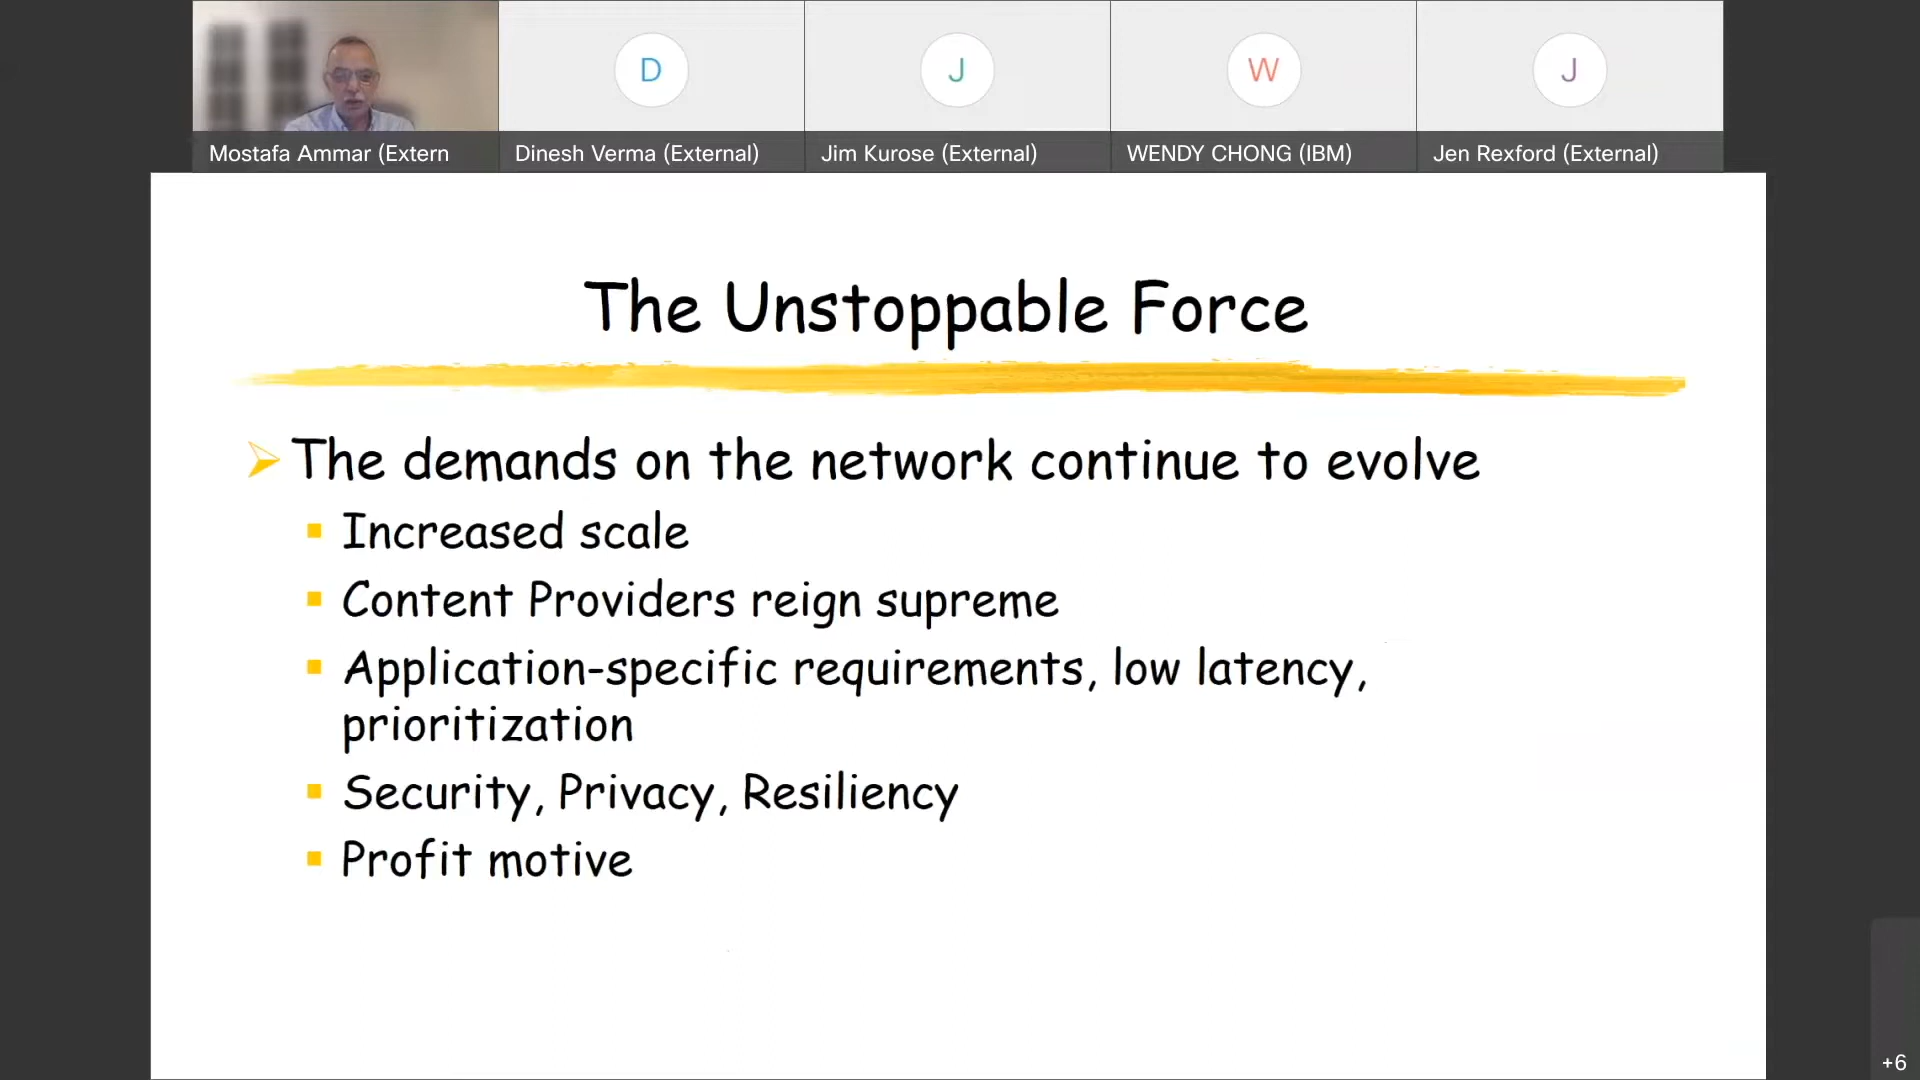 D
J
W
J
Mostafa Ammar (Extern
Dinesh Verma (External)
Jim Kurose (External)
WENDY CHONG (IBM)
Jen Rexford (External)
The Unstoppable Force
The demands on the network continue to evolve
Increased scale
Content Providers reign supreme
Application-specific requirements, low latency,
prioritization
Security, Privacy, Resiliency
Profit motive
+6